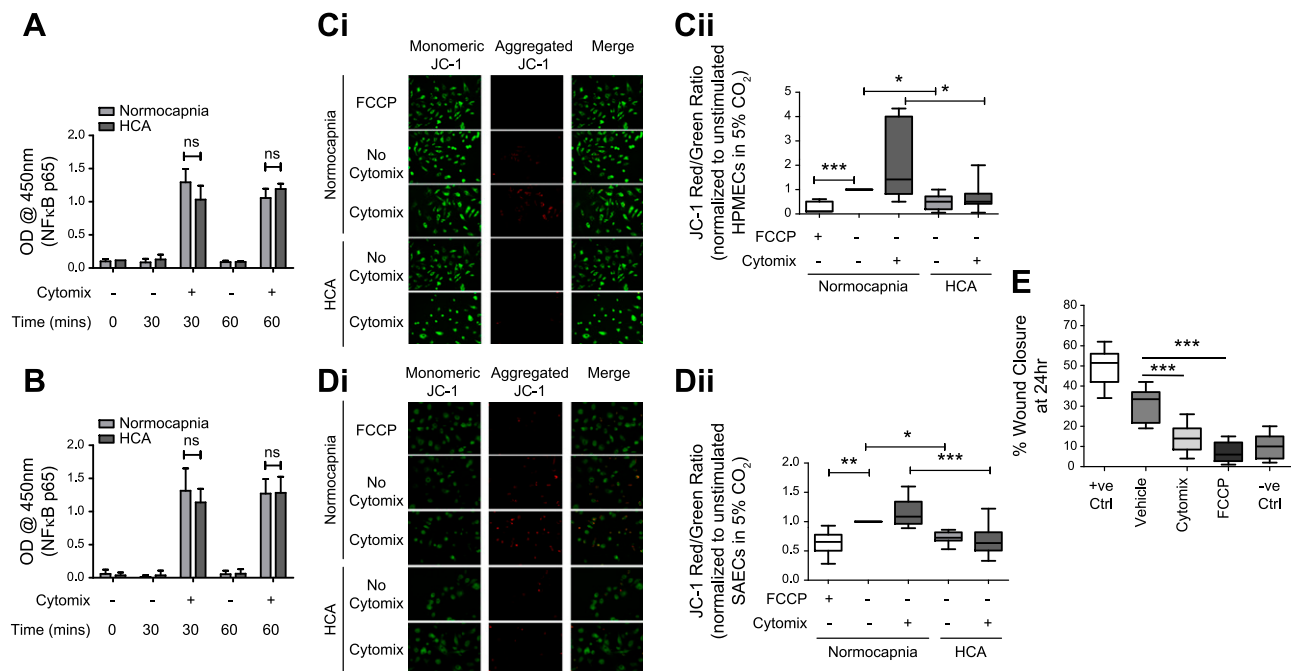 A
Normocapnia
HCA
OD @ 450nm
(NFκB p65)
2.0
1.5
1.0
0.5
0.0
ns
ns
Cytomix - - + - +
Time (mins) 0 30 30 60 60
B
Normocapnia
HCA
OD @ 450nm
(NFκB p65)
2.0
1.5
1.0
0.5
0.0
ns
ns
Cytomix - - + - +
Time (mins) 0 30 30 60 60
Ci
Monomeric JC-1
Aggregated JC-1
Merge
Normocapnia
FCCP
No Cytomix
Cytomix
HCA
No Cytomix
Cytomix
Di
Monomeric JC-1
Aggregated JC-1
Merge
Normocapnia
FCCP
No Cytomix
Cytomix
HCA
No Cytomix
Cytomix
Cii
JC-1 Red/Green Ratio
(normalized to unstimulated
HPMECs in 5% CO₂)
5
4
3
2
1
0
***
*
*
FCCP + - - - -
Cytomix - - + - +
Normocapnia HCA
Dii
JC-1 Red/Green Ratio
(normalized to unstimulated
SAECs in 5% CO₂)
2.0
1.5
1.0
0.5
0.0
**
*
***
FCCP + - - - -
Cytomix - - + - +
Normocapnia HCA
E
% Wound Closure
at 24hr
80
70
60
50
40
30
20
10
0
***
***
+ve Ctrl
Vehicle
Cytomix
FCCP
-ve Ctrl